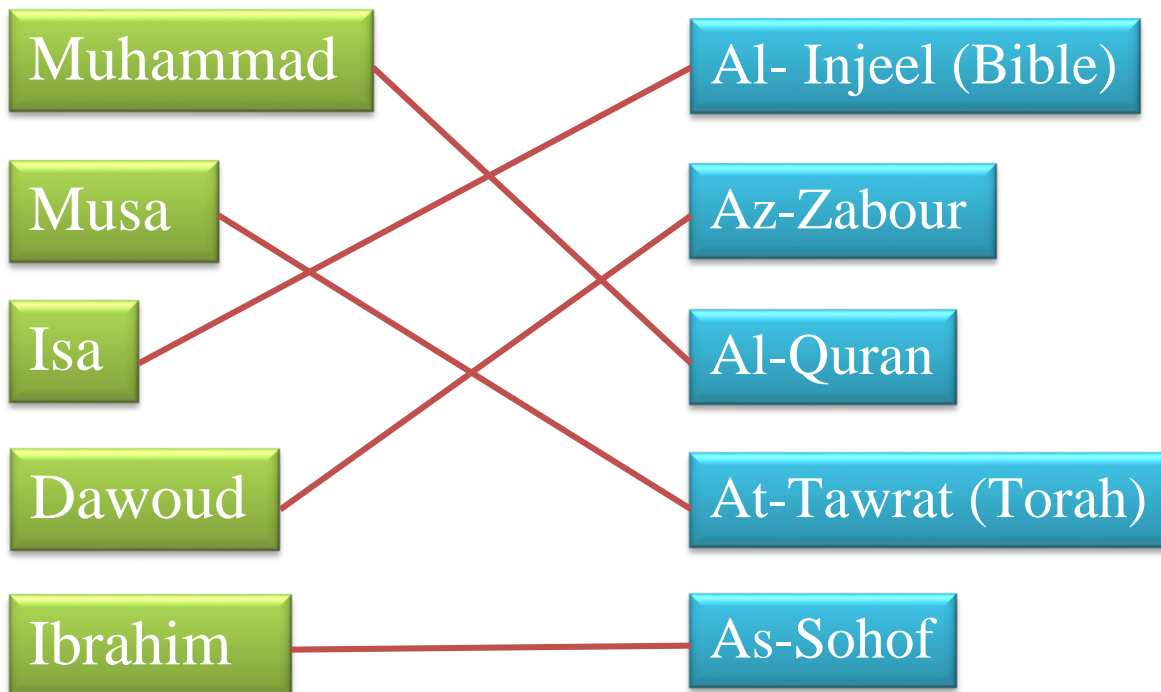 Muhammad
Al- Injeel (Bible)
Musa
Az-Zabour
Isa
Al-Quran
Dawoud
At-Tawrat (Torah)
Ibrahim
As-Sohof